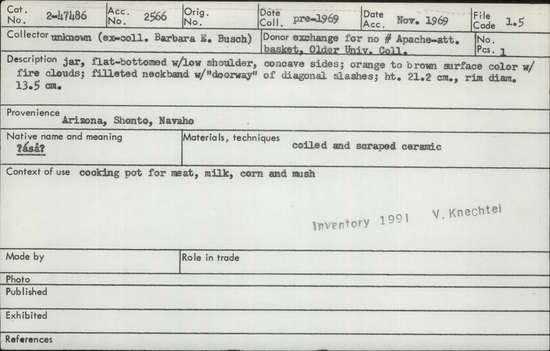 Cat. No. 2-47486 Acc. No. 2566 Orig. No. Date Coll. pre-1969 Date Acc. Nov. 1969 File Code 1.5
Collector unknown (ex-coll. Barbara E. Busch) Donor exchange for no # Apache-att. basket, Older Univ. Coll. No. Pcs. 1
Description jar, flat-bottomed w/low shoulder, concave sides; orange to brown surface color w/
fire clouds; filleted neckband w/"doorway" of diagonal slashes; ht. 21.2 cm., rim diam.
13.5 cm.
Provenience Arizona, Shonto, Navaho
Native name and meaning Materials, techniques coiled and scraped ceramic
?ásá?
Context of use cooking pot for meat, milk, corn and mush
Inventory 1991 V. Knechtel
Made by Role in trade
Photo
Published
Exhibited
References